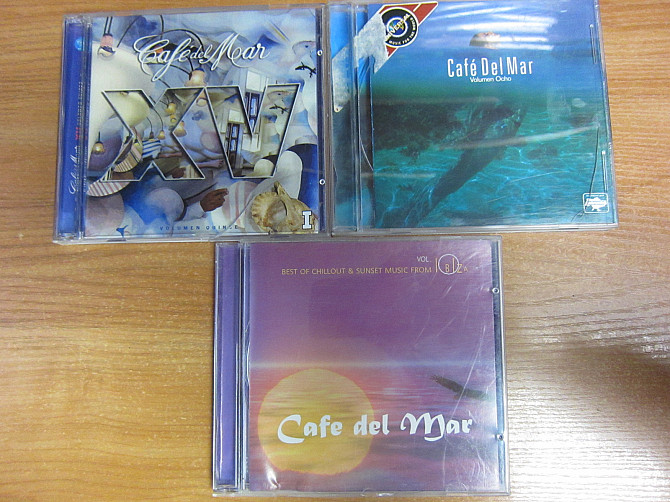 Café del Mar
XV
VOLUMEN QUINCE
I
Café Del Mar
Volumen Ocho
VOL.
BEST OF CHILLOUT & SUNSET MUSIC FROM IBIZA
Cafe del Mar